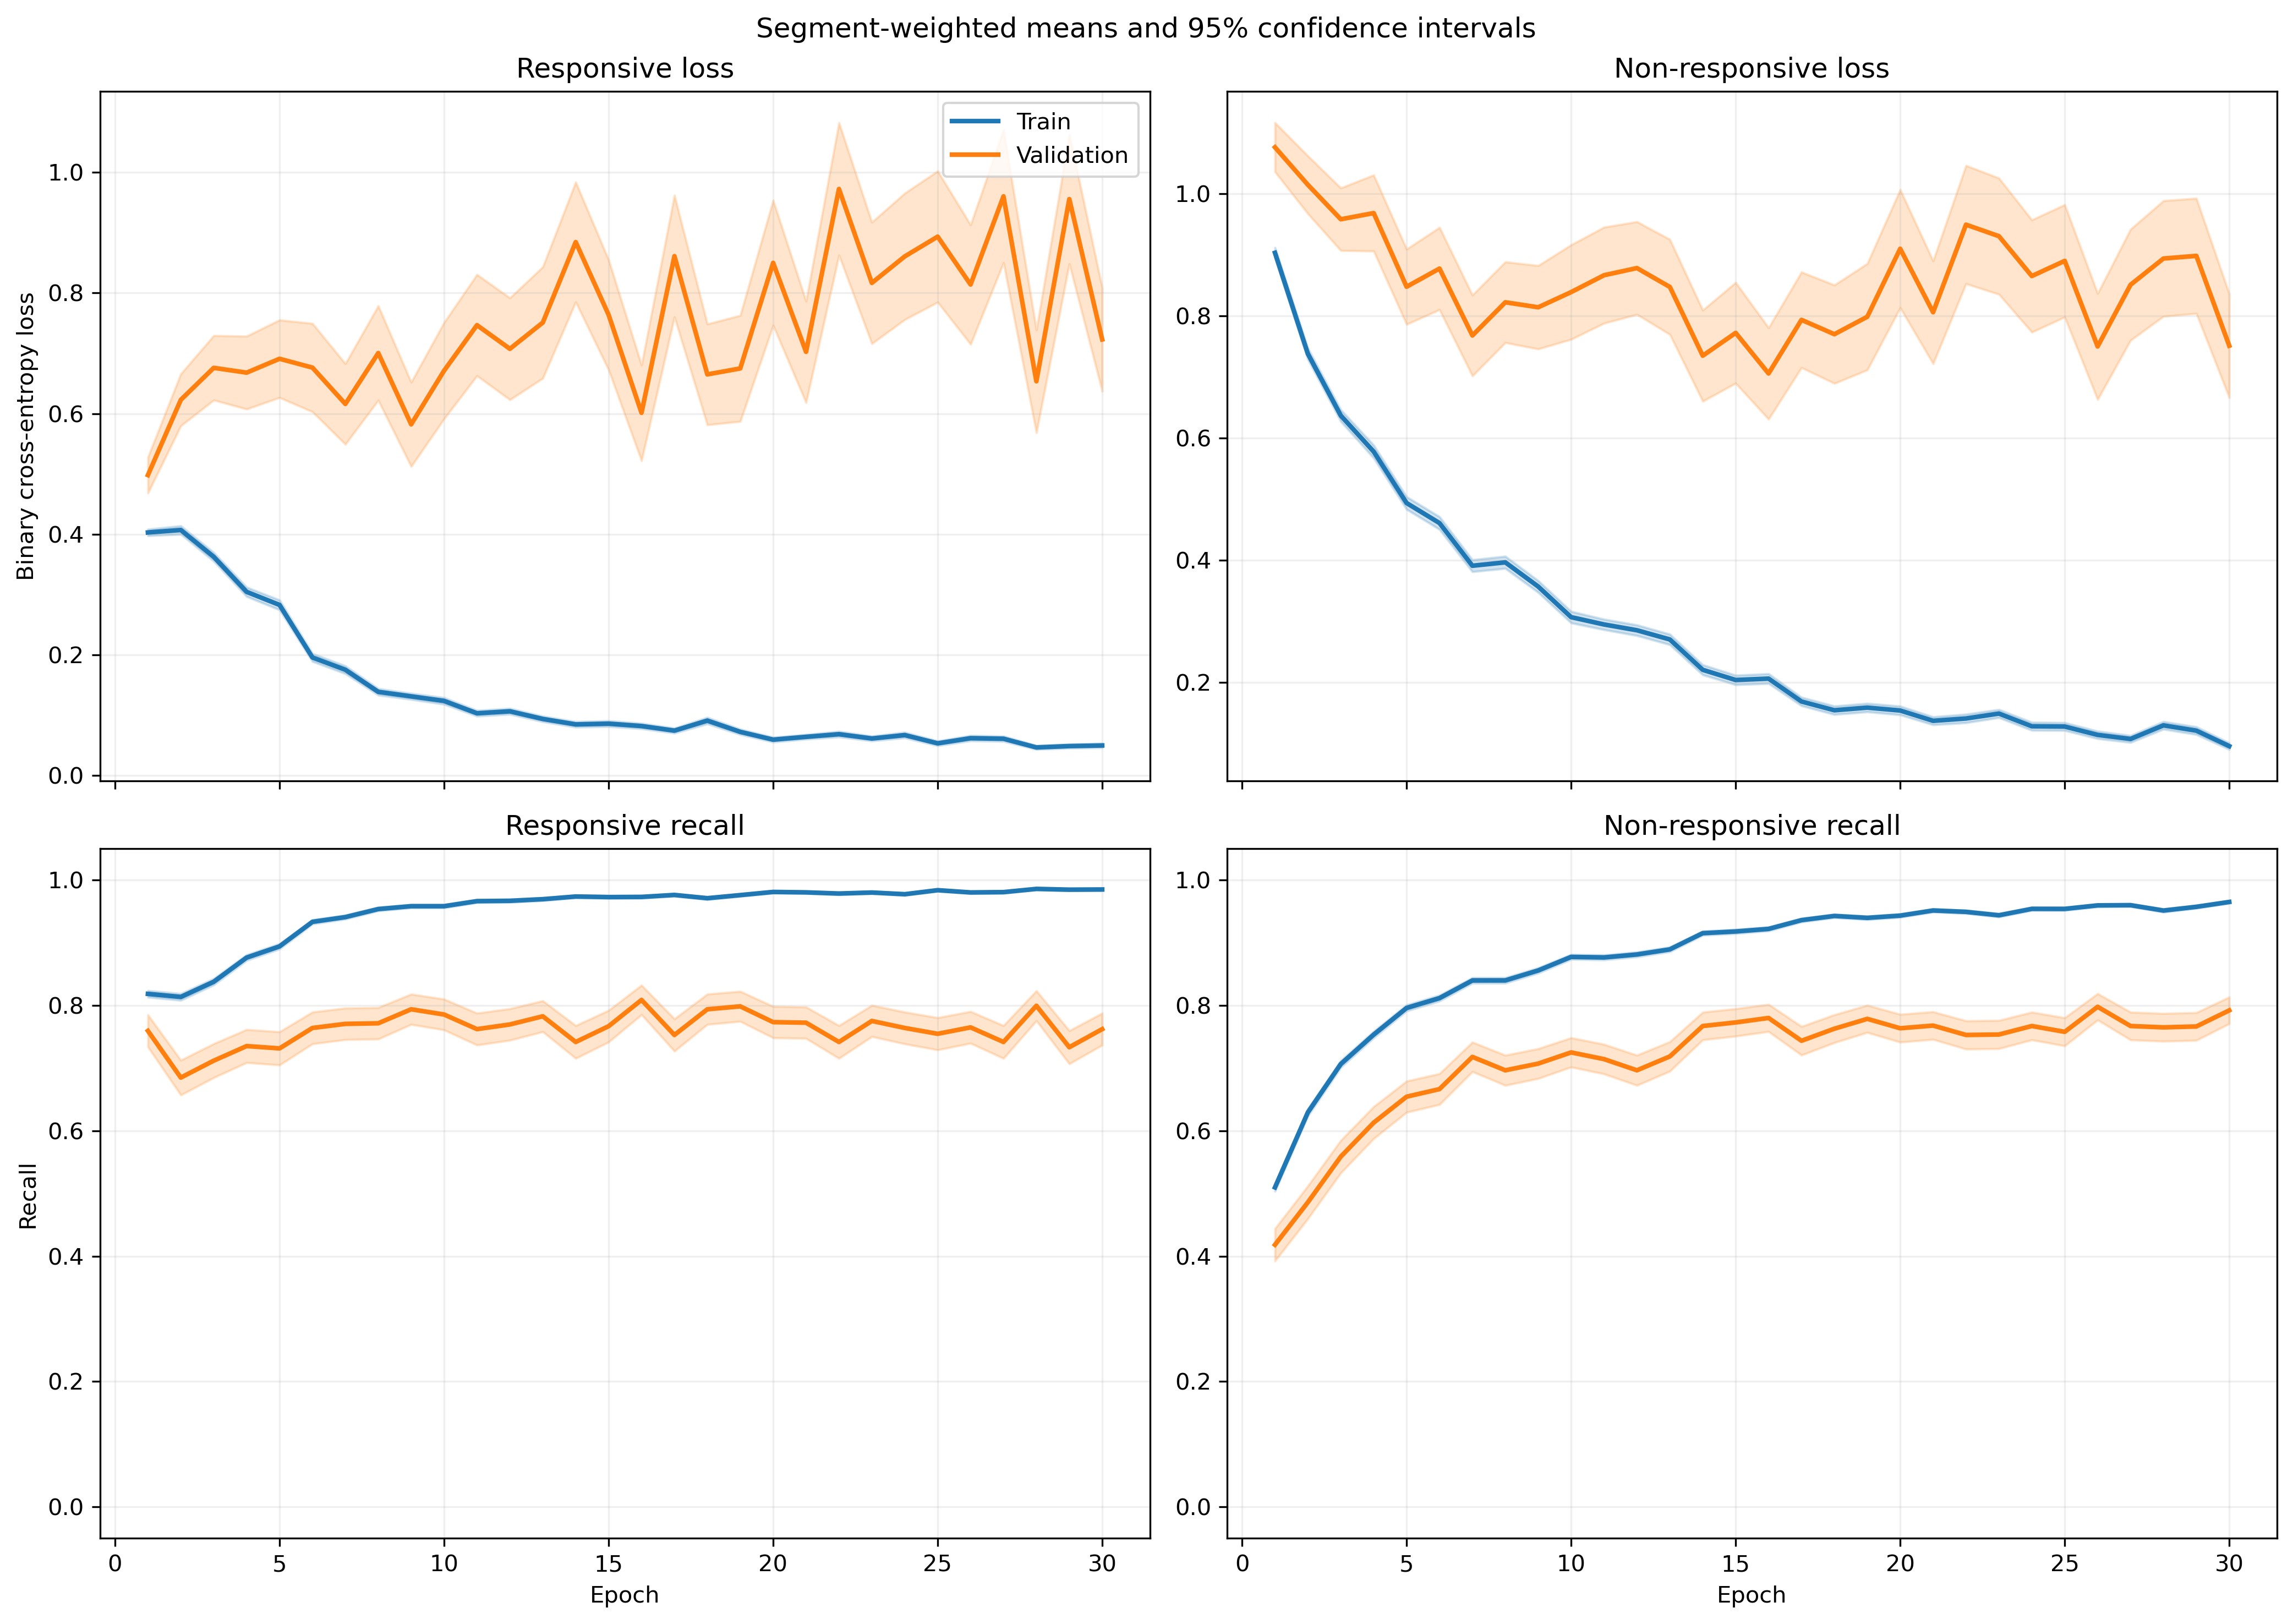 Segment-weighted means and 95% confidence intervals
Responsive loss
Non-responsive loss
Train
Validation
Binary cross-entropy loss
1.0
0.8
0.6
0.4
0.2
0.0
1.0
0.8
0.6
0.4
0.2
Responsive recall
Non-responsive recall
Recall
1.0
0.8
0.6
0.4
0.2
0.0
1.0
0.8
0.6
0.4
0.2
0.0
0 5 10 15 20 25 30
0 5 10 15 20 25 30
Epoch
Epoch